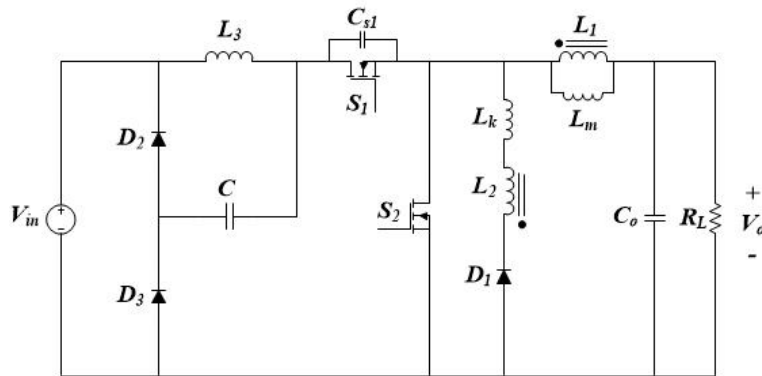 L3
Cs1
L1
S1
Lk
Lm
D2
C
L2
Vin
+
-
S2
Co
RL
+
Vo
-
D3
D1